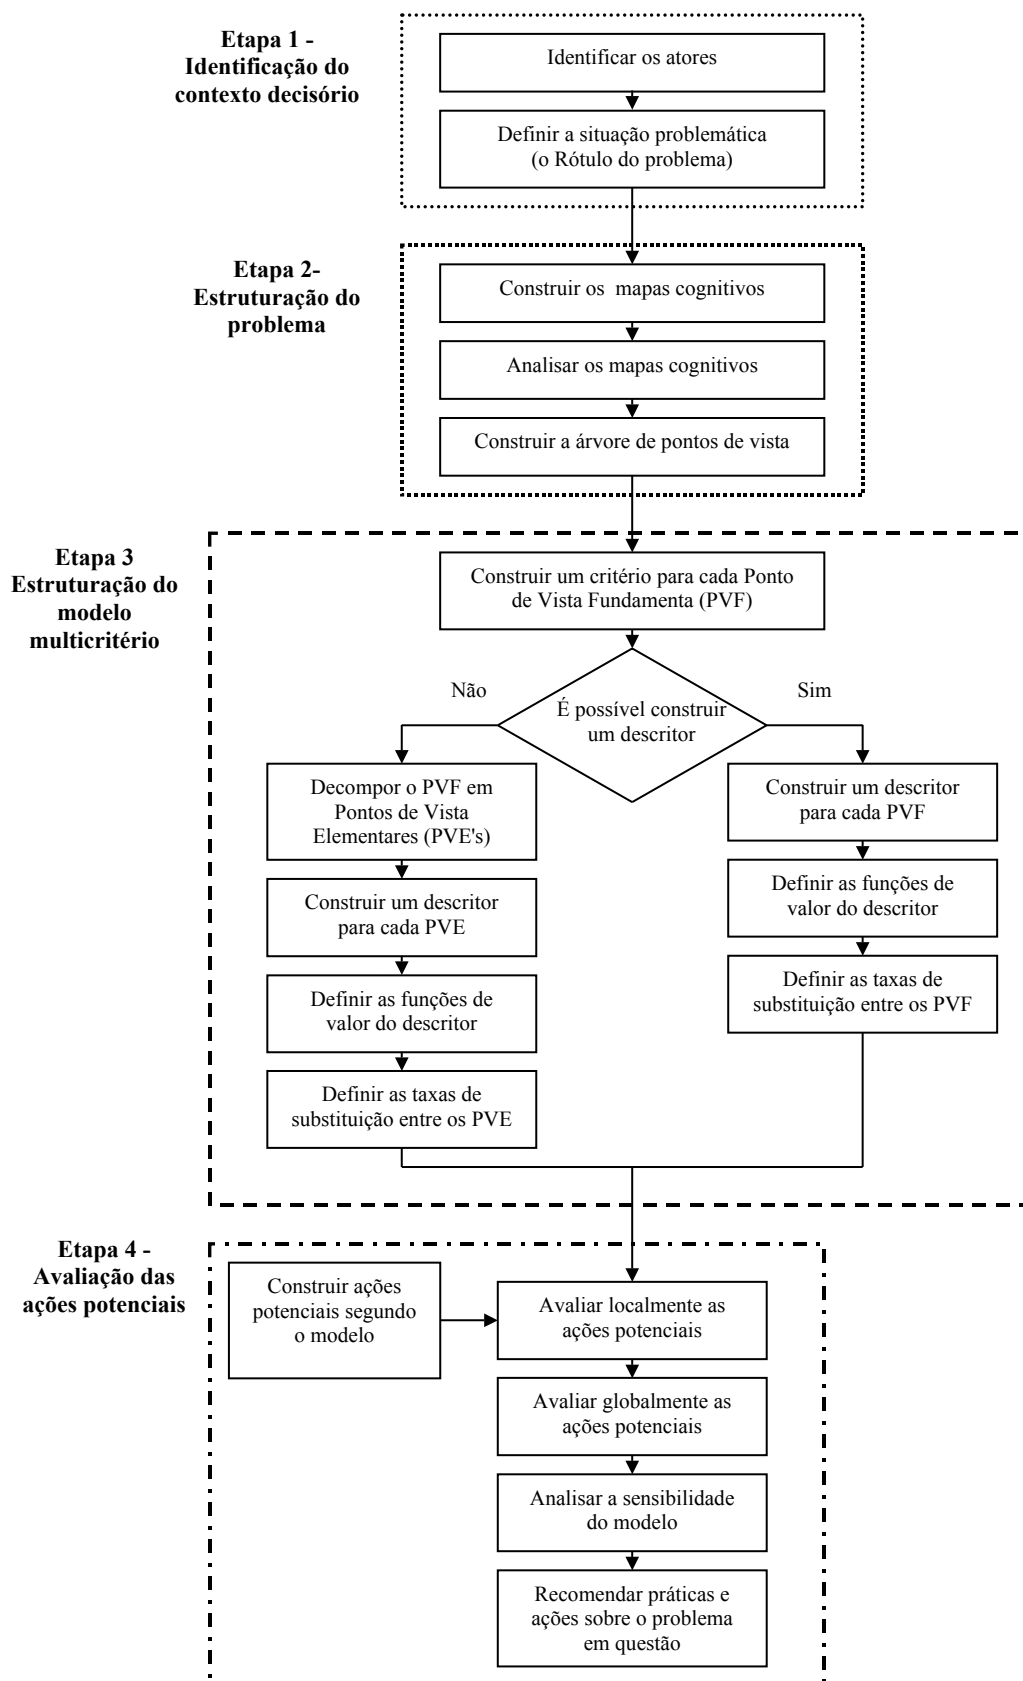 Etapa 1 -
Identificação do
contexto decisório
Identificar os atores
Definir a situação problemática
(o Rótulo do problema)
Etapa 2-
Estruturação do
problema
Construir os mapas cognitivos
Analisar os mapas cognitivos
Construir a árvore de pontos de vista
Etapa 3
Estruturação do
modelo
multicritério
Construir um critério para cada Ponto
de Vista Fundamenta (PVF)
Não
Sim
É possível construir
um descritor
Decompor o PVF em
Pontos de Vista
Elementares (PVE's)
Construir um descritor
para cada PVE
Definir as funções de
valor do descritor
Definir as taxas de
substituição entre os PVE
Construir um descritor
para cada PVF
Definir as funções de
valor do descritor
Definir as taxas de
substituição entre os PVF
Etapa 4 -
Avaliação das
ações potenciais
Construir ações
potenciais segundo
o modelo
Avaliar localmente as
ações potenciais
Avaliar globalmente as
ações potenciais
Analisar a sensibilidade
do modelo
Recomendar práticas e
ações sobre o problema
em questão